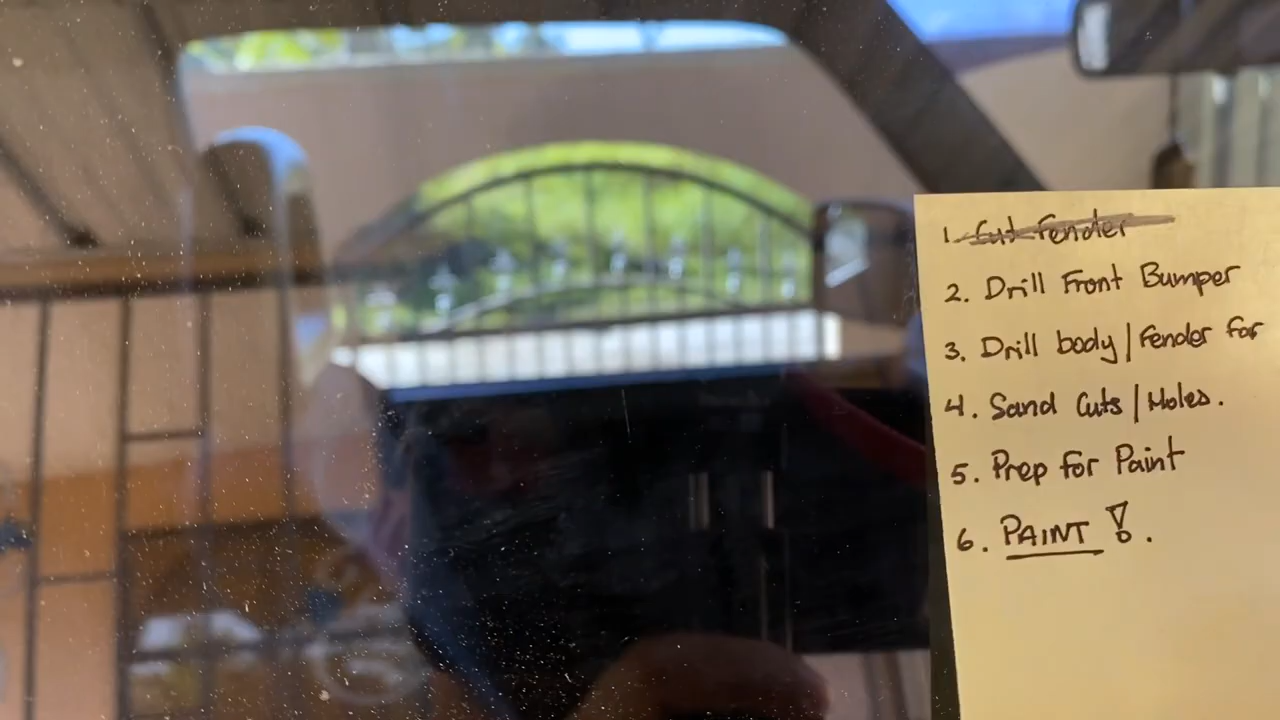 1. Cut Fender
2. Drill Front Bumper
3. Drill body/Fender for
4. Sand Cuts/Holes.
5. Prep for Paint
6. PAINT!.